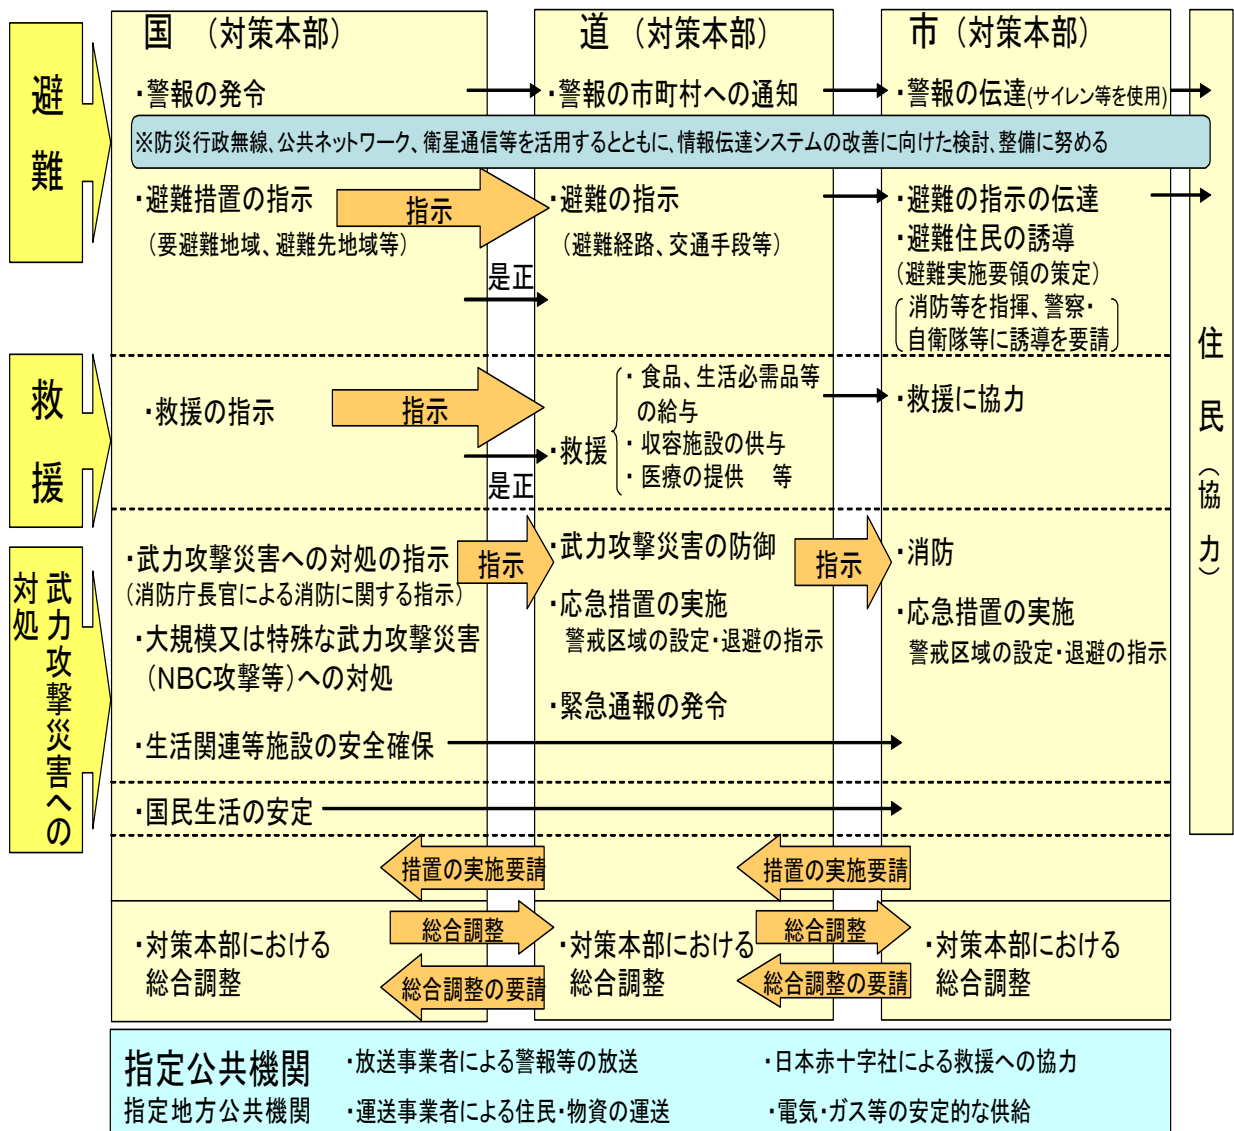 国 (対策本部)
道 (対策本部)
市 (対策本部)
避難
・警報の発令
・警報の市町村への通知
・警報の伝達(サイレン等を使用)
※防災行政無線、公共ネットワーク、衛星通信等を活用するとともに、情報伝達システムの改善に向けた検討、整備に努める
・避難措置の指示
(要避難地域、避難先地域等)
指示
是正
・避難の指示
(避難経路、交通手段等)
・避難の指示の伝達
・避難住民の誘導
(避難実施要領の策定)
消防等を指揮、警察・
自衛隊等に誘導を要請
住民(協力)
救援
・救援の指示
指示
是正
・救援
・食品、生活必需品等
の給与
・収容施設の供与
・医療の提供 等
・救援に協力
武力攻撃災害への
対処
・武力攻撃災害への対処の指示
(消防庁長官による消防に関する指示)
・大規模又は特殊な武力攻撃災害
(NBC攻撃等)への対処
・生活関連等施設の安全確保
指示
・武力攻撃災害の防御
・応急措置の実施
警戒区域の設定・退避の指示
・緊急通報の発令
指示
・消防
・応急措置の実施
警戒区域の設定・退避の指示
・国民生活の安定
措置の実施要請
措置の実施要請
・対策本部における
総合調整
総合調整
総合調整の要請
・対策本部における
総合調整
総合調整
総合調整の要請
・対策本部における
総合調整
指定公共機関
指定地方公共機関
・放送事業者による警報等の放送
・日本赤十字社による救援への協力
・運送事業者による住民・物資の運送
・電気・ガス等の安定的な供給